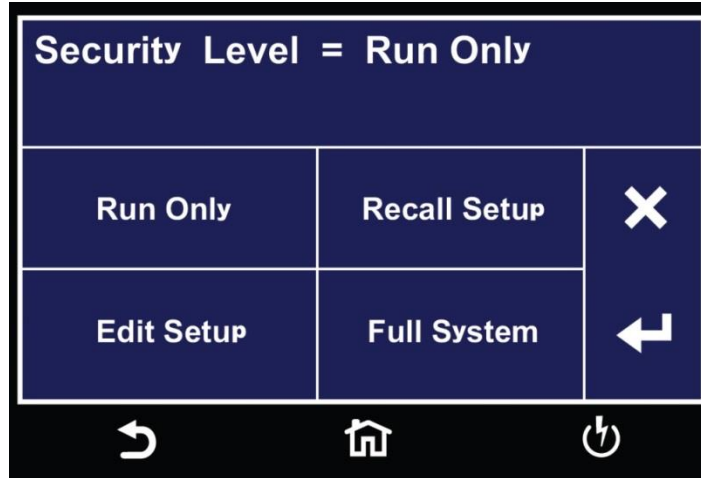 Security Level = Run Only
Run Only
Recall Setup
Edit Setup
Full System